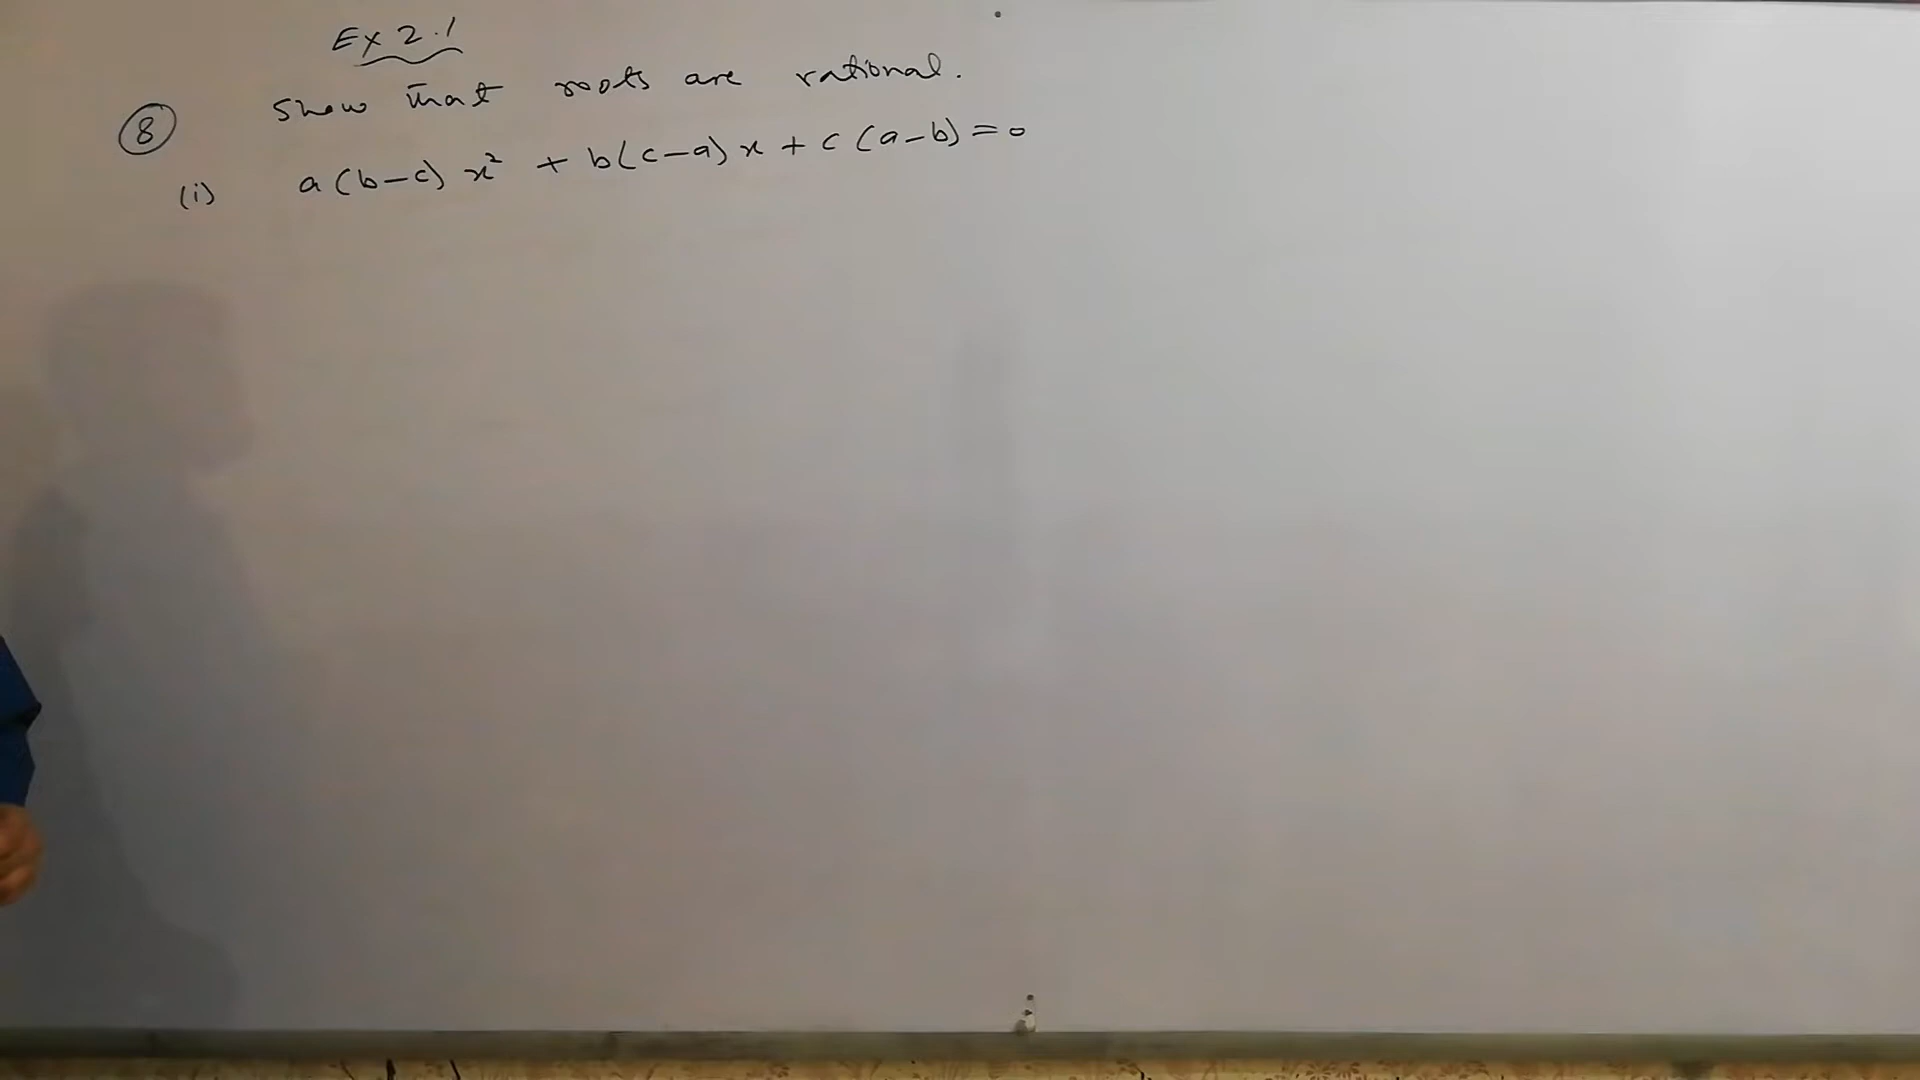 Ex 2.1
⑧ Show that roots are rational.
(i) a(b-c)x² + b(c-a)x + c(a-b) = 0